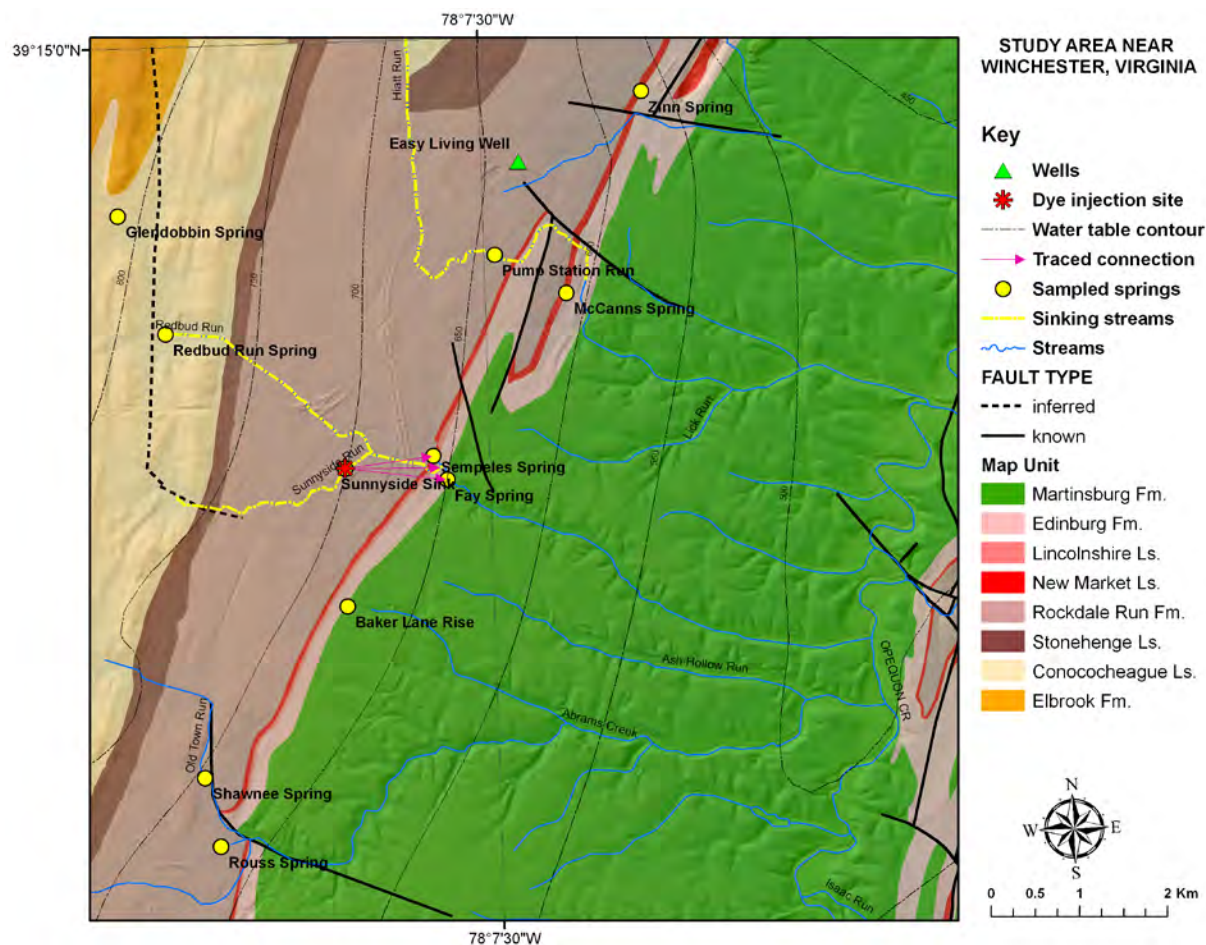 78°7'30"W
39°15'0"N
STUDY AREA NEAR
WINCHESTER, VIRGINIA
Key
Wells
Dye injection site
Water table contour
Traced connection
Sampled springs
Sinking streams
Streams
FAULT TYPE
inferred
known
Map Unit
Martinsburg Fm.
Edinburg Fm.
Lincolnshire Ls.
New Market Ls.
Rockdale Run Fm.
Stonehenge Ls.
Conococheague Ls.
Elbrook Fm.
N
W E
S
0 0.5 1 2 Km
Hiatt Run
Zinn Spring
Easy Living Well
Glendobbin Spring
800
750
700
650
Pump Station Run
McCanns Spring
Redbud Run
Redbud Run Spring
Lick Run
500
Sunnyside Run
Sempeles Spring
Sunnyside Sink
Fay Spring
Baker Lane Rise
Ash Hollow Run
OPEQUON CR
Abrams Creek
Old Town Run
Shawnee Spring
Rouss Spring
Isaac Run
78°7'30"W